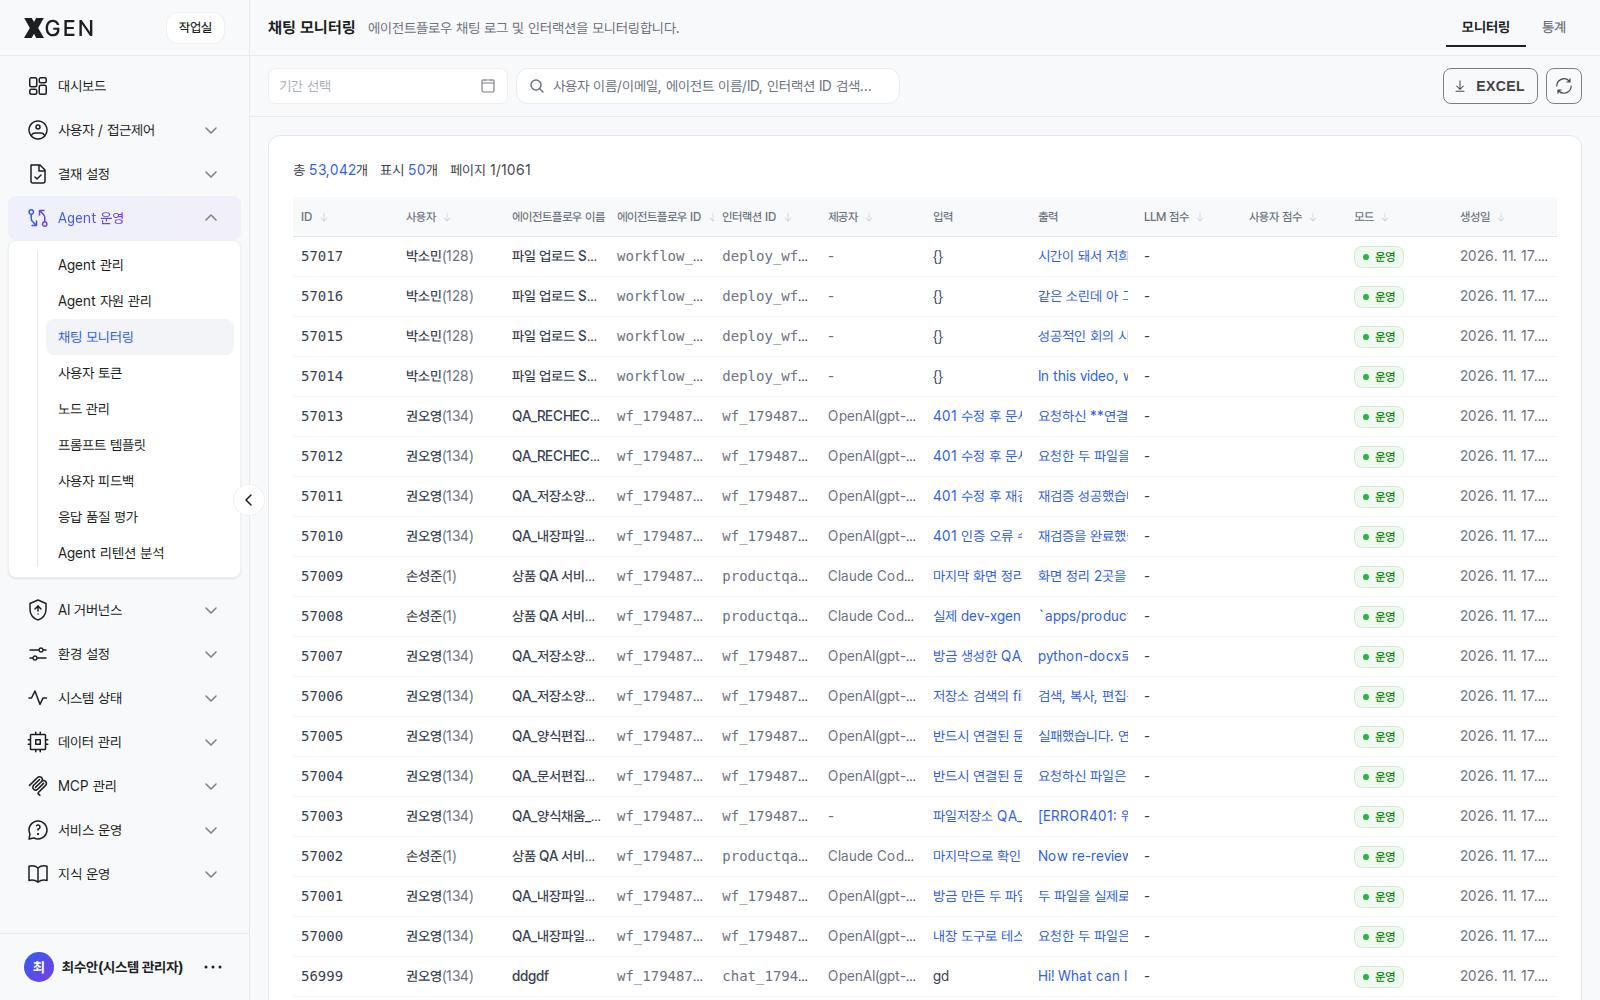 XGEN
작업실
대시보드
사용자 / 접근제어
결재 설정
Agent 운영
Agent 관리
Agent 자원 관리
채팅 모니터링
사용자 토큰
노드 관리
프롬프트 템플릿
사용자 피드백
응답 품질 평가
Agent 리텐션 분석
AI 거버넌스
환경 설정
시스템 상태
데이터 관리
MCP 관리
서비스 운영
지식 운영
최 최수안(시스템 관리자) ...
채팅 모니터링 에이전트플로우 채팅 로그 및 인터랙션을 모니터링합니다.
모니터링 통계
기간 선택
사용자 이름/이메일, 에이전트 이름/ID, 인터랙션 ID 검색...
EXCEL
총 53,042개 표시 50개 페이지 1/1061
ID 사용자 에이전트플로우 이름 에이전트플로우 ID 인터랙션 ID 제공자 입력 출력 LLM 점수 사용자 점수 모드 생성일
57017 박소민(128) 파일 업로드 S... workflow_... deploy_wf... - {} 시간이 돼서 저희 - 운영 2026. 11. 17....
57016 박소민(128) 파일 업로드 S... workflow_... deploy_wf... - {} 같은 소린데 아 - 운영 2026. 11. 17....
57015 박소민(128) 파일 업로드 S... workflow_... deploy_wf... - {} 성공적인 회의 시 - 운영 2026. 11. 17....
57014 박소민(128) 파일 업로드 S... workflow_... deploy_wf... - {} In this video, - 운영 2026. 11. 17....
57013 권오영(134) QA_RECHEC... wf_179487... wf_179487... OpenAI(gpt-... 401 수정 후 문서 요청하신 **연결 - 운영 2026. 11. 17....
57012 권오영(134) QA_RECHEC... wf_179487... wf_179487... OpenAI(gpt-... 401 수정 후 문서 요청한 두 파일을 - 운영 2026. 11. 17....
57011 권오영(134) QA_저장소양... wf_179487... wf_179487... OpenAI(gpt-... 401 수정 후 재검 재검증 성공했습니 - 운영 2026. 11. 17....
57010 권오영(134) QA_내장파일... wf_179487... wf_179487... OpenAI(gpt-... 401 인증 오류 재검증을 완료했 - 운영 2026. 11. 17....
57009 손성준(1) 상품 QA 서비... wf_179487... productqa... Claude Cod... 마지막 화면 정리 화면 정리 2곳을 - 운영 2026. 11. 17....
57008 손성준(1) 상품 QA 서비... wf_179487... productqa... Claude Cod... 실제 dev-xgen `apps/product - 운영 2026. 11. 17....
57007 권오영(134) QA_저장소양... wf_179487... wf_179487... OpenAI(gpt-... 방금 생성한 QA_ python-docx로 - 운영 2026. 11. 17....
57006 권오영(134) QA_저장소양... wf_179487... wf_179487... OpenAI(gpt-... 저장소 검색의 fi 검색, 복사, 편집 - 운영 2026. 11. 17....
57005 권오영(134) QA_양식편집... wf_179487... wf_179487... OpenAI(gpt-... 반드시 연결된 문 실패했습니다. 연 - 운영 2026. 11. 17....
57004 권오영(134) QA_문서편집... wf_179487... wf_179487... OpenAI(gpt-... 반드시 연결된 문 요청하신 파일은 - 운영 2026. 11. 17....
57003 권오영(134) QA_양식채움_... wf_179487... wf_179487... - 파일저장소 QA_ [ERROR401: 위 - 운영 2026. 11. 17....
57002 손성준(1) 상품 QA 서비... wf_179487... productqa... Claude Cod... 마지막으로 확인 Now re-review - 운영 2026. 11. 17....
57001 권오영(134) QA_내장파일... wf_179487... wf_179487... OpenAI(gpt-... 방금 만든 두 파일 두 파일을 실제로 - 운영 2026. 11. 17....
57000 권오영(134) QA_내장파일... wf_179487... wf_179487... OpenAI(gpt-... 내장 도구로 테스 요청한 두 파일은 - 운영 2026. 11. 17....
56999 권오영(134) ddgdf wf_179487... chat_1794... OpenAI(gpt-... gd Hi! What can I - 운영 2026. 11. 17....